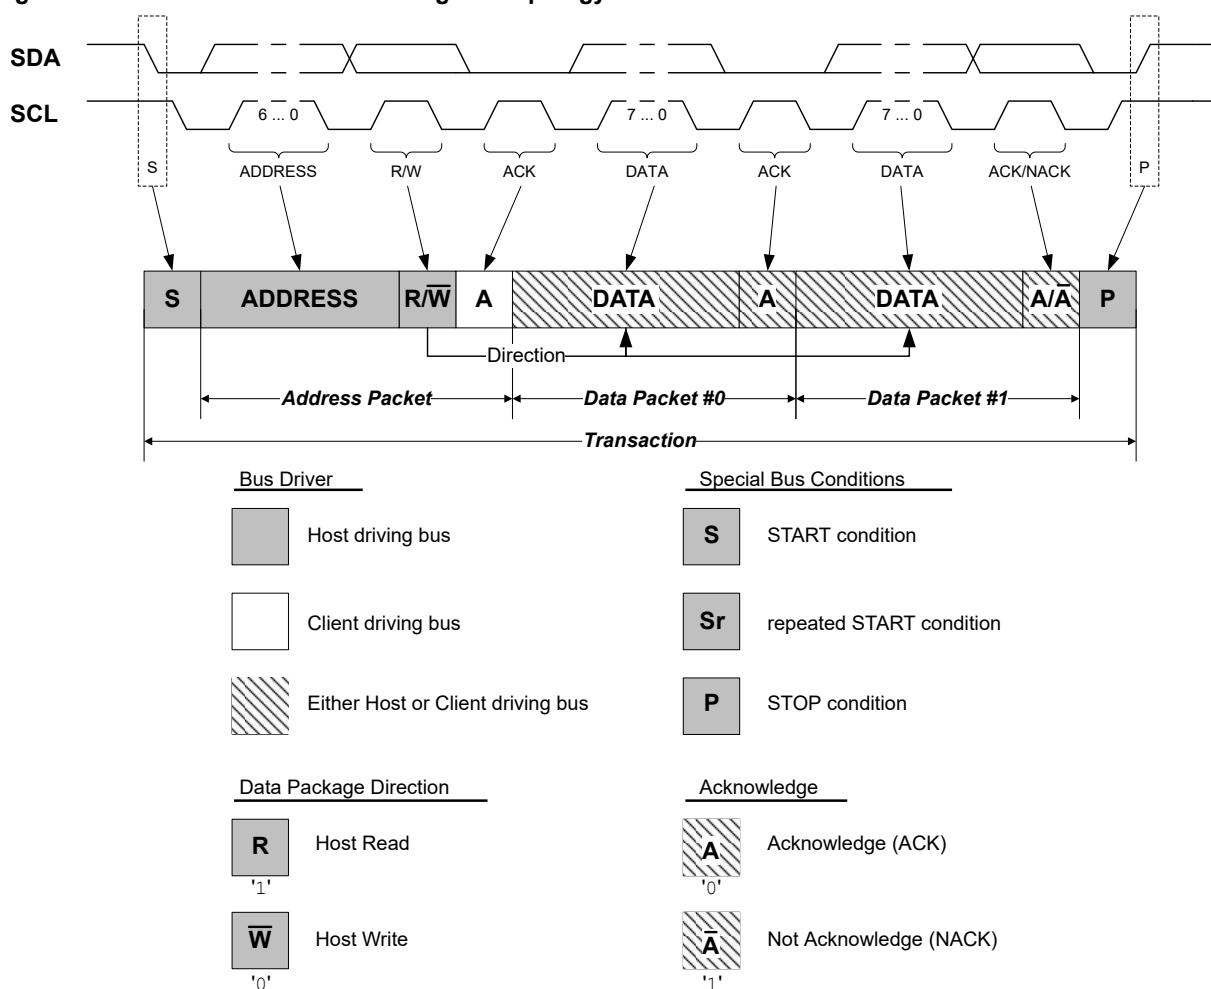 SDA
SCL
6 ... 0
7 ... 0
7 ... 0
S
ADDRESS
R/W
ACK
DATA
ACK
DATA
ACK/NACK
P
S
ADDRESS
R/W̅
A
DATA
A
DATA
A/A̅
P
Direction
Address Packet
Data Packet #0
Data Packet #1
Transaction
Bus Driver
Host driving bus
Client driving bus
Either Host or Client driving bus
Special Bus Conditions
S
START condition
Sr
repeated START condition
P
STOP condition
Data Package Direction
R
Host Read
'1'
W̅
Host Write
'0'
Acknowledge
A
Acknowledge (ACK)
'0'
A̅
Not Acknowledge (NACK)
'1'